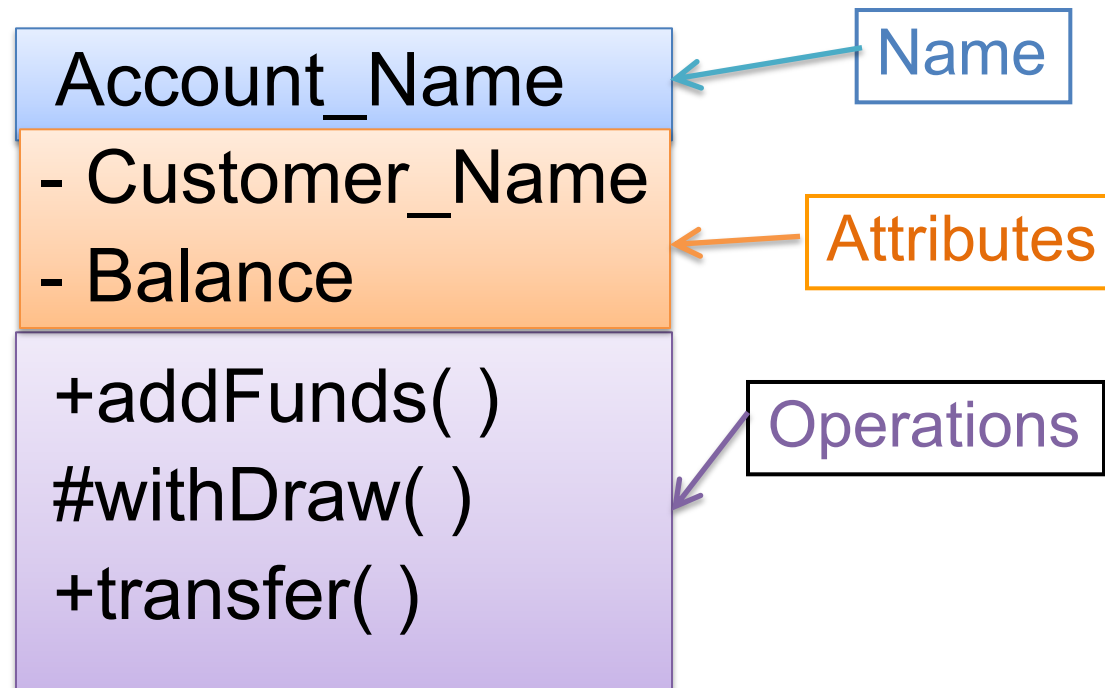 Account_Name
Name
- Customer_Name
- Balance
Attributes
+addFunds( )
#withDraw( )
+transfer( )
Operations